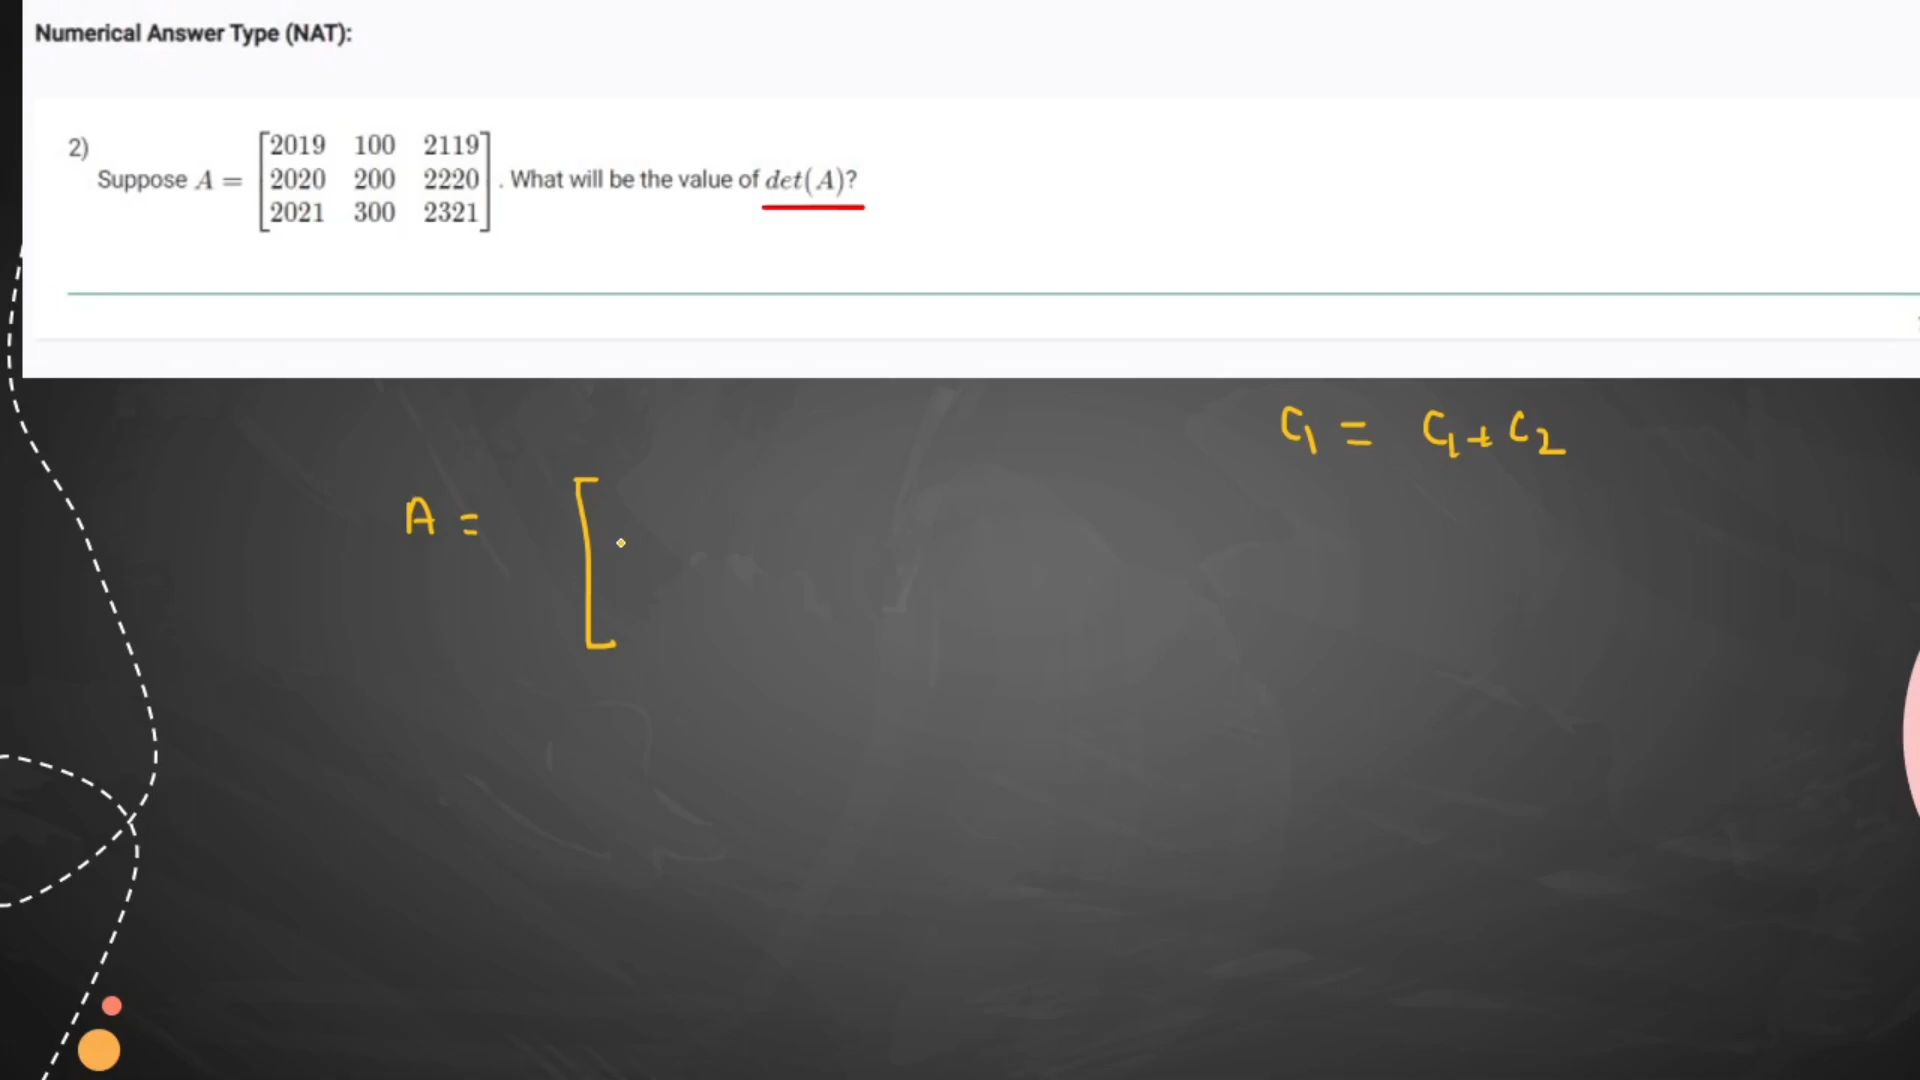 Numerical Answer Type (NAT):
2)
Suppose A = [2019 100 2119
2020 200 2220
2021 300 2321] . What will be the value of det(A)?
C1 = C1 + C2
A = [